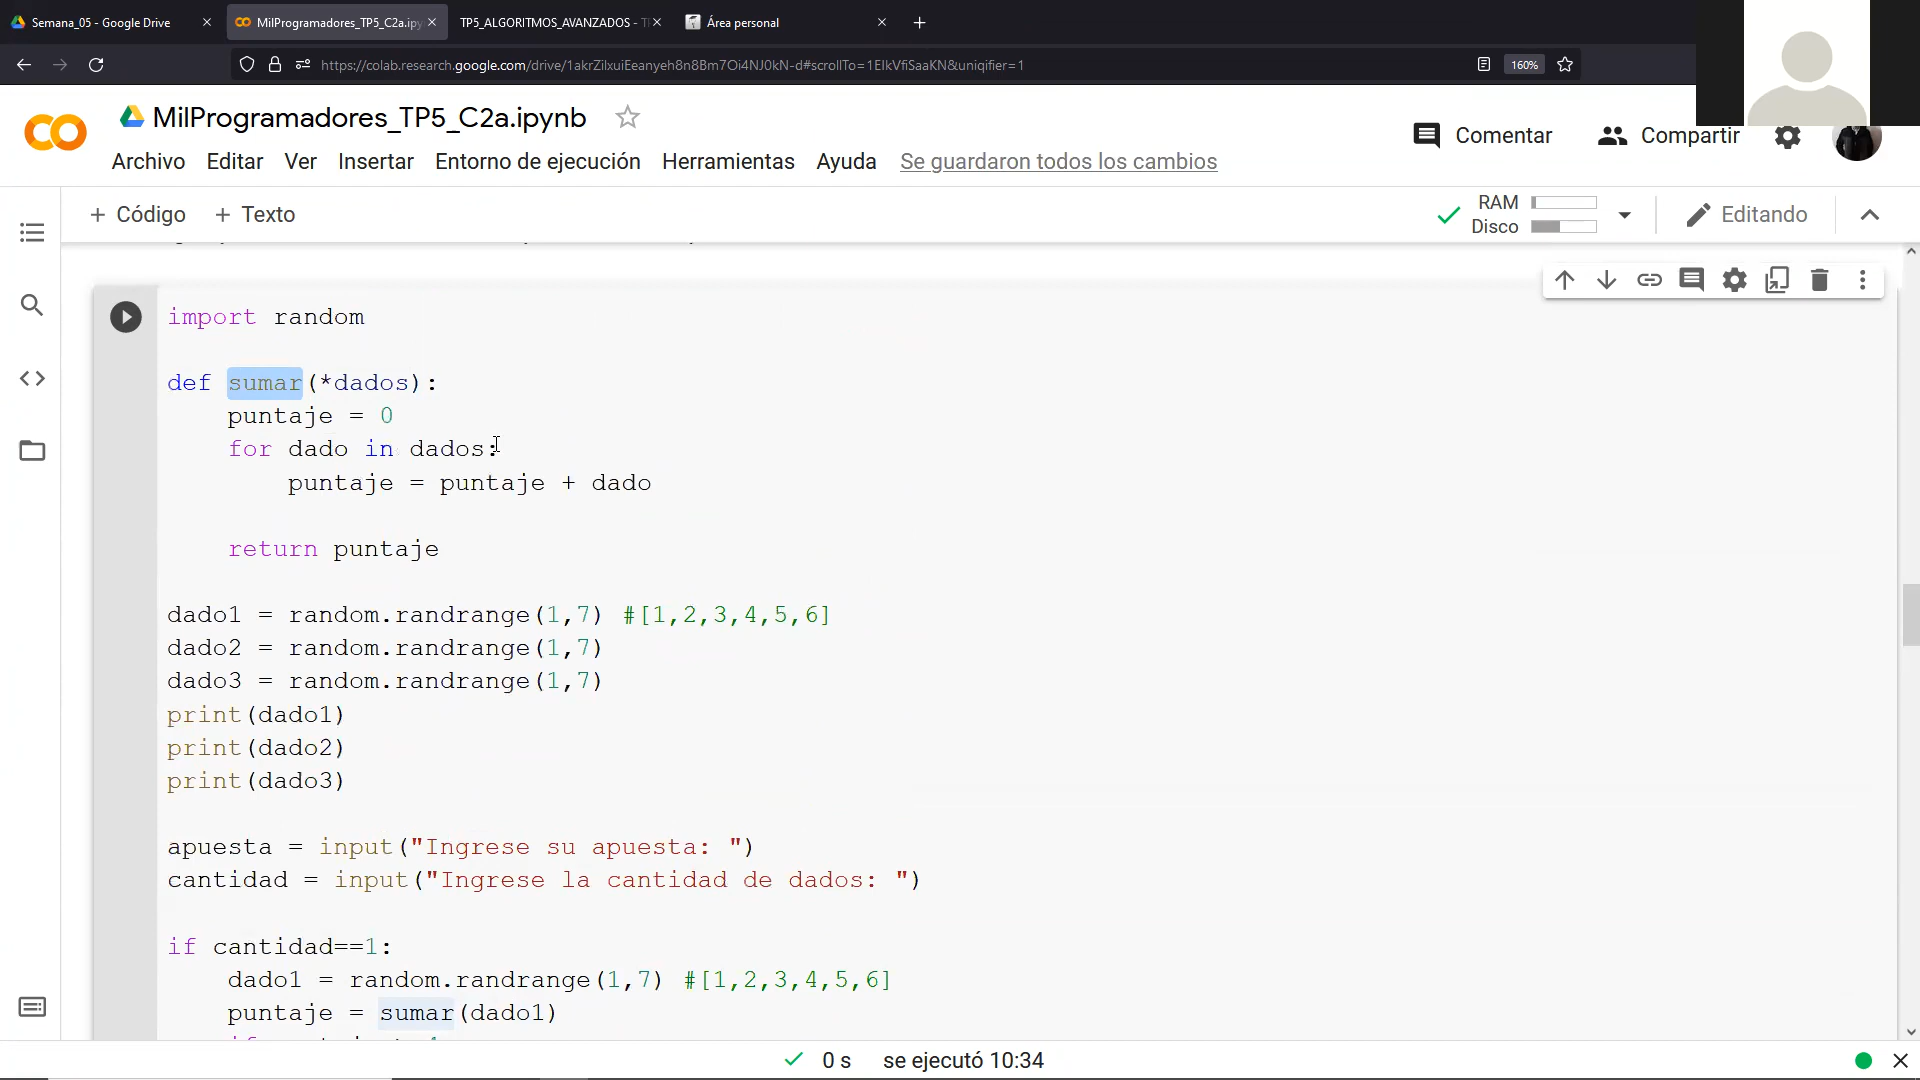 Semana_05 - Google Drive
MilProgramadores_TP5_C2a.ipy
TP5_ALGORITMOS_AVANZADOS -
Área personal
https://colab.research.google.com/drive/1akrZilxuiEeanyeh8n8Bm7Oi4NJ0kN-d#scrollTo=1EIkVfiSaaKN&uniqifier=1
160%
MilProgramadores_TP5_C2a.ipynb
Comentar
Compartir
Archivo Editar Ver Insertar Entorno de ejecución Herramientas Ayuda Se guardaron todos los cambios
+ Código + Texto
RAM
Disco
Editando
import random
def sumar(*dados):
puntaje = 0
for dado in dados:
puntaje = puntaje + dado
return puntaje
dado1 = random.randrange(1,7) #[1,2,3,4,5,6]
dado2 = random.randrange(1,7)
dado3 = random.randrange(1,7)
print(dado1)
print(dado2)
print(dado3)
apuesta = input("Ingrese su apuesta: ")
cantidad = input("Ingrese la cantidad de dados: ")
if cantidad==1:
dado1 = random.randrange(1,7) #[1,2,3,4,5,6]
puntaje = sumar(dado1)
0 s se ejecutó 10:34